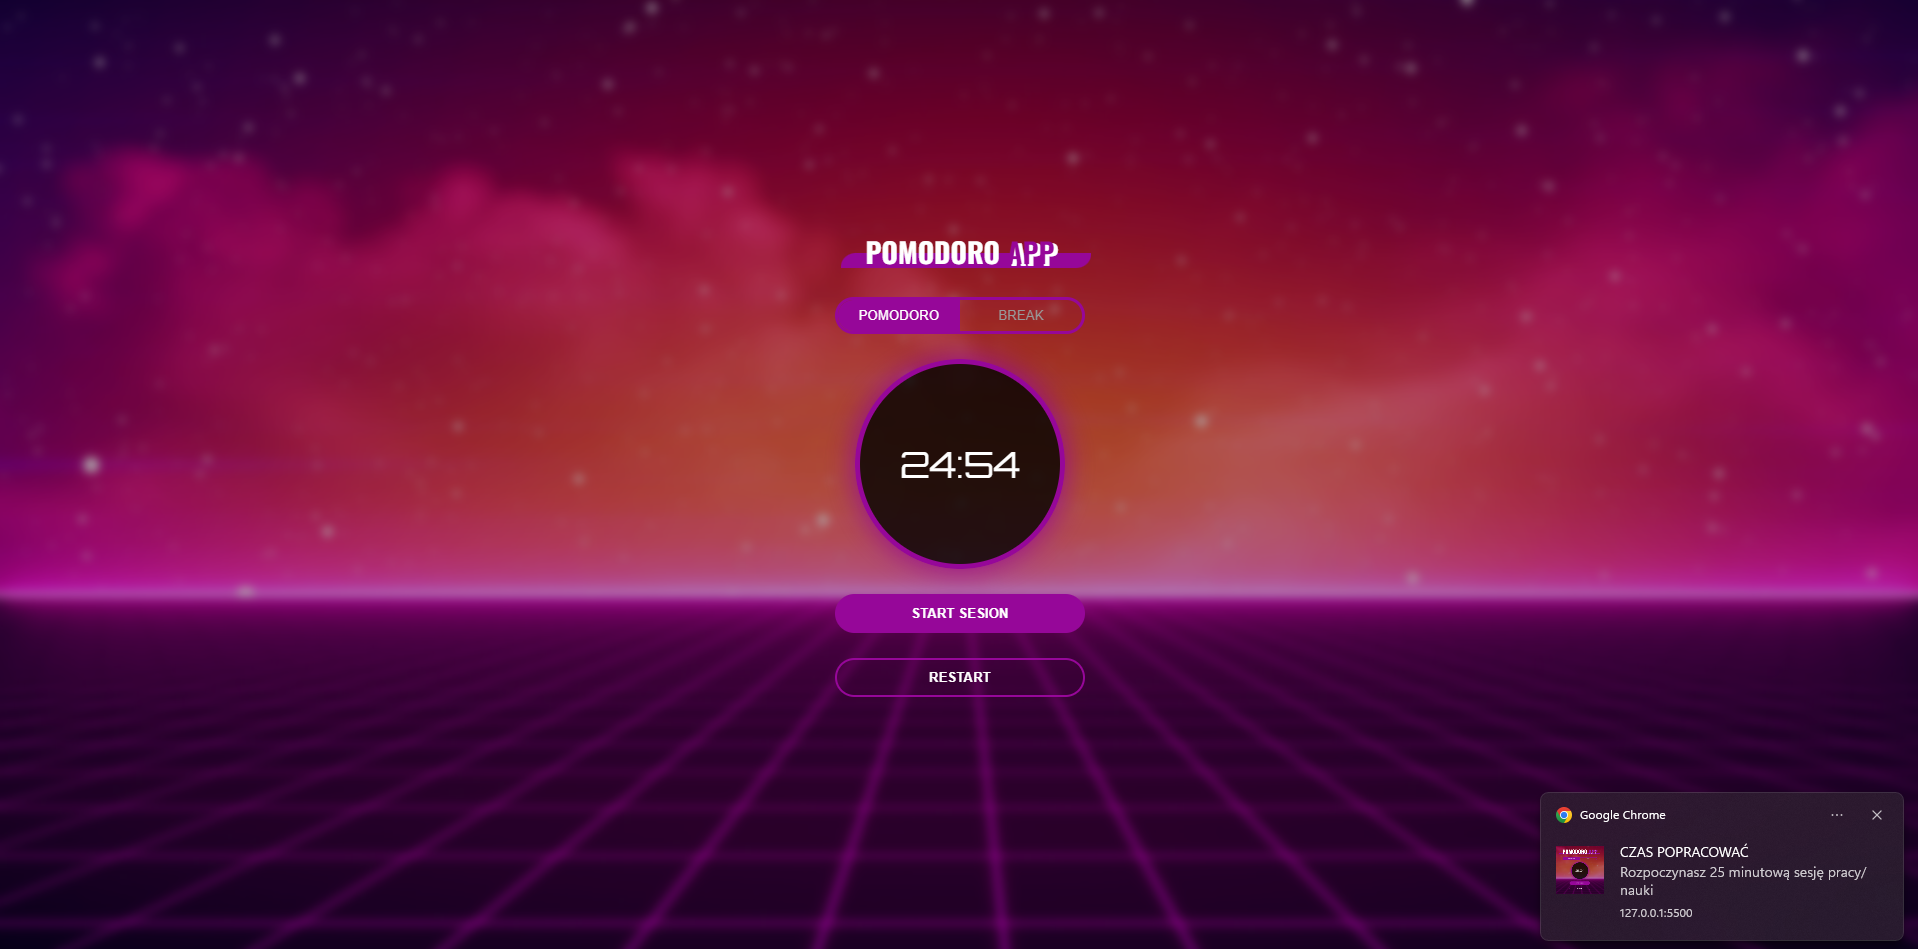 POMODORO APP
POMODORO
BREAK
24:54
START SESION
RESTART
Google Chrome
CZAS POPRACOWAĆ
Rozpoczynasz 25 minutową sesję pracy/
nauki
127.0.0.1:5500